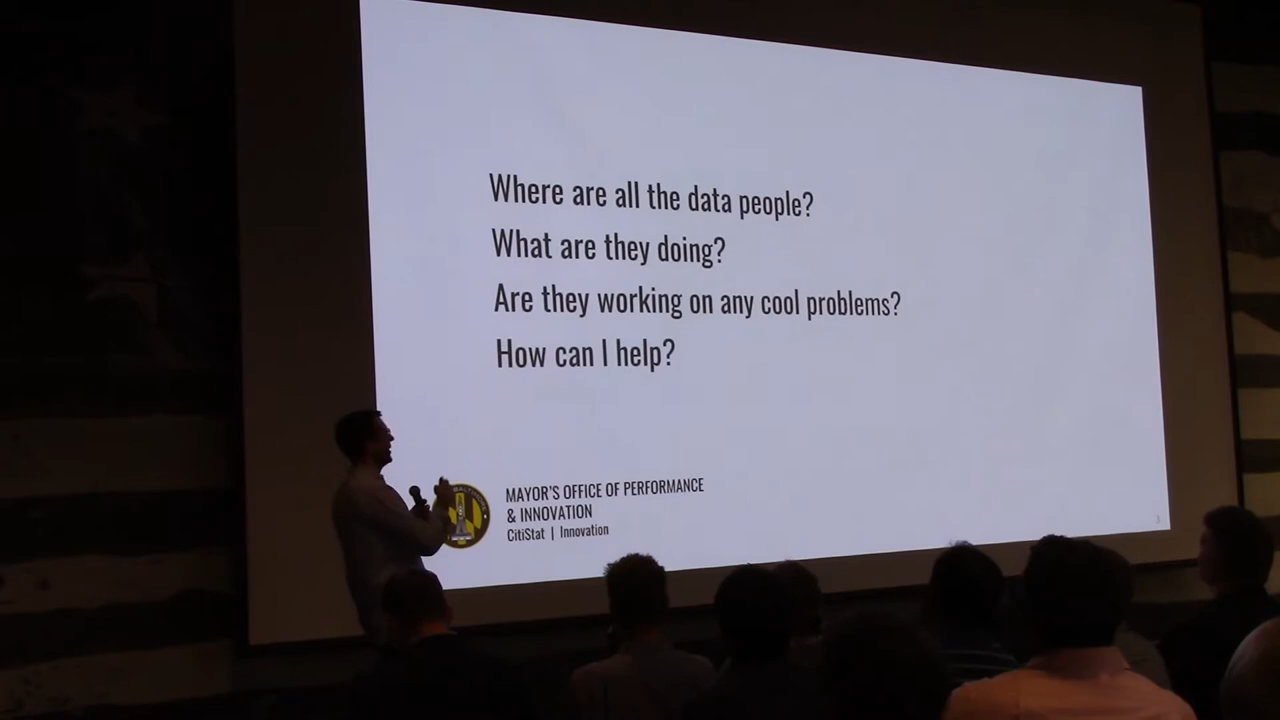 Where are all the data people?
What are they doing?
Are they working on any cool problems?
How can I help?
MAYOR'S OFFICE OF PERFORMANCE
& INNOVATION
CitiStat | Innovation
3